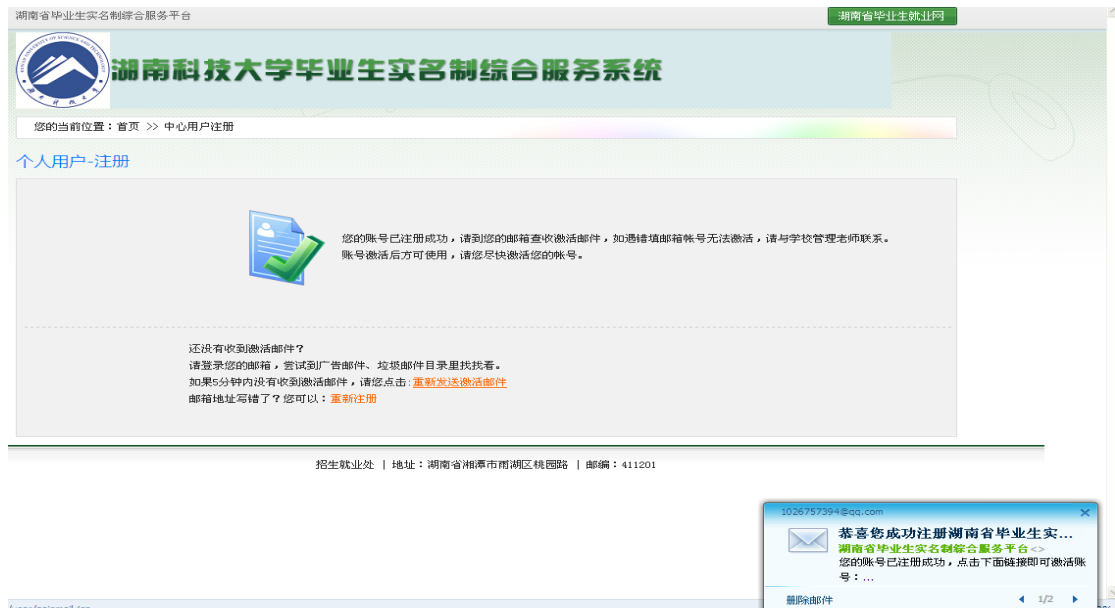 湖南省毕业生实名制综合服务平台
湖南省毕业生就业网
湖南科技大学毕业生实名制综合服务系统
您的当前位置：首页 >> 中心用户注册
个人用户-注册
您的账号已注册成功，请到您的邮箱查收激活邮件，如遇错填邮箱帐号无法激活，请与学校管理老师联系。
账号激活后方可使用，请您尽快激活您的帐号。
还没有收到激活邮件？
请登录您的邮箱，尝试到广告邮件、垃圾邮件目录里找找看。
如果5分钟内没有收到激活邮件，请您点击:重新发送激活邮件
邮箱地址写错了？您可以：重新注册
招生就业处 | 地址：湖南省湘潭市雨湖区桃园路 | 邮编：411201
1026757394@qq.com
恭喜您成功注册湖南省毕业生实...
湖南省毕业生实名制综合服务平台<>
您的账号已注册成功，点击下面链接即可激活账
号：...
删除邮件
1/2